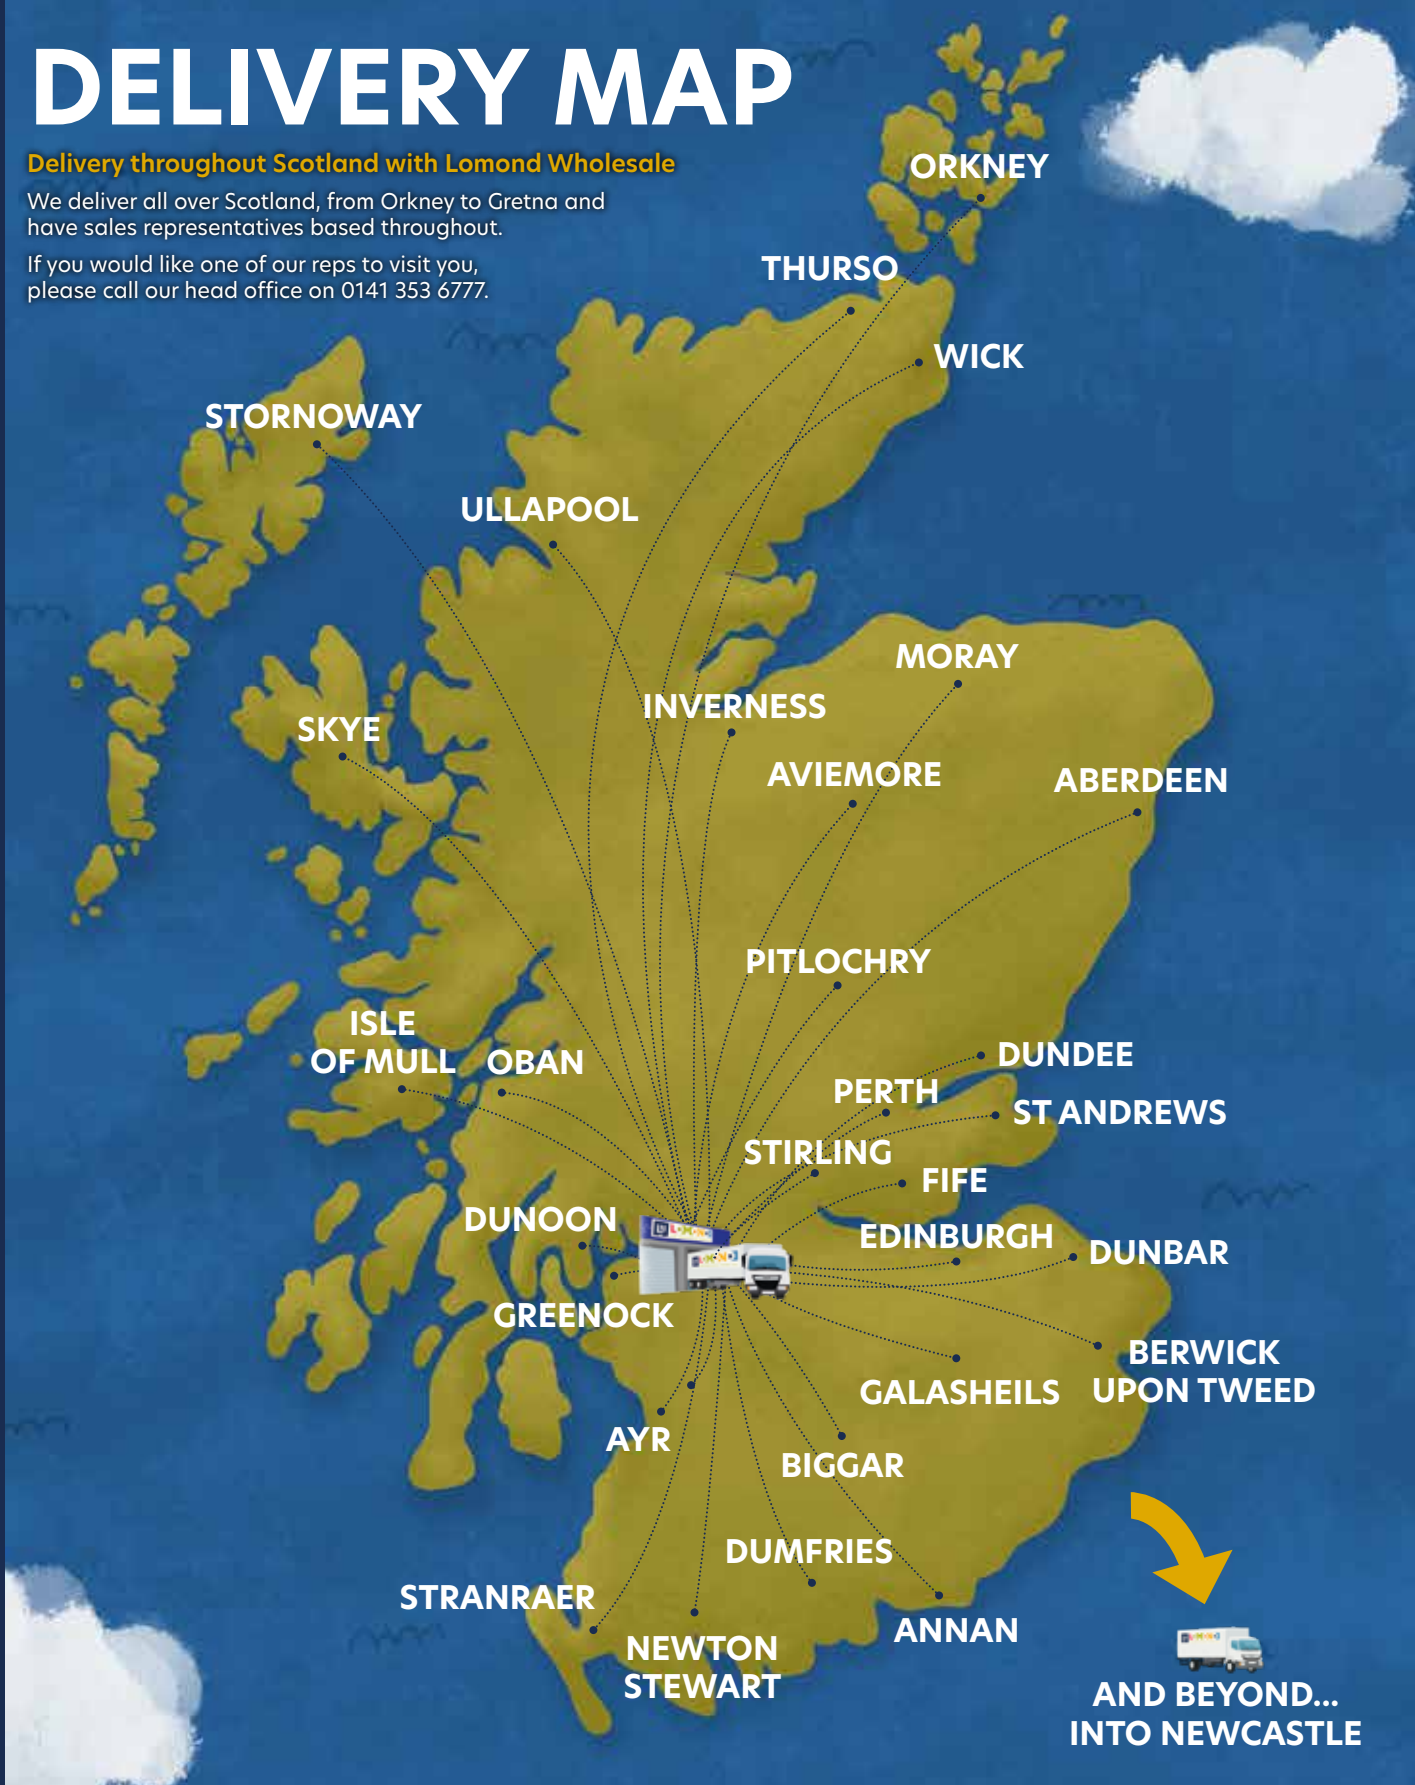 DELIVERY MAP
Delivery throughout Scotland with Lomond Wholesale
We deliver all over Scotland, from Orkney to Gretna and
have sales representatives based throughout.
If you would like one of our reps to visit you,
please call our head office on 0141 353 6777.
ORKNEY
THURSO
WICK
STORNOWAY
ULLAPOOL
MORAY
INVERNESS
SKYE
AVIEMORE
ABERDEEN
PITLOCHRY
ISLE
OF MULL
OBAN
DUNDEE
PERTH
ST ANDREWS
STIRLING
FIFE
DUNOON
EDINBURGH
DUNBAR
LOMOND
LOMOND
GREENOCK
BERWICK
UPON TWEED
GALASHEILS
AYR
BIGGAR
DUMFRIES
STRANRAER
ANNAN
NEWTON
STEWART
LOMOND
AND BEYOND...
INTO NEWCASTLE